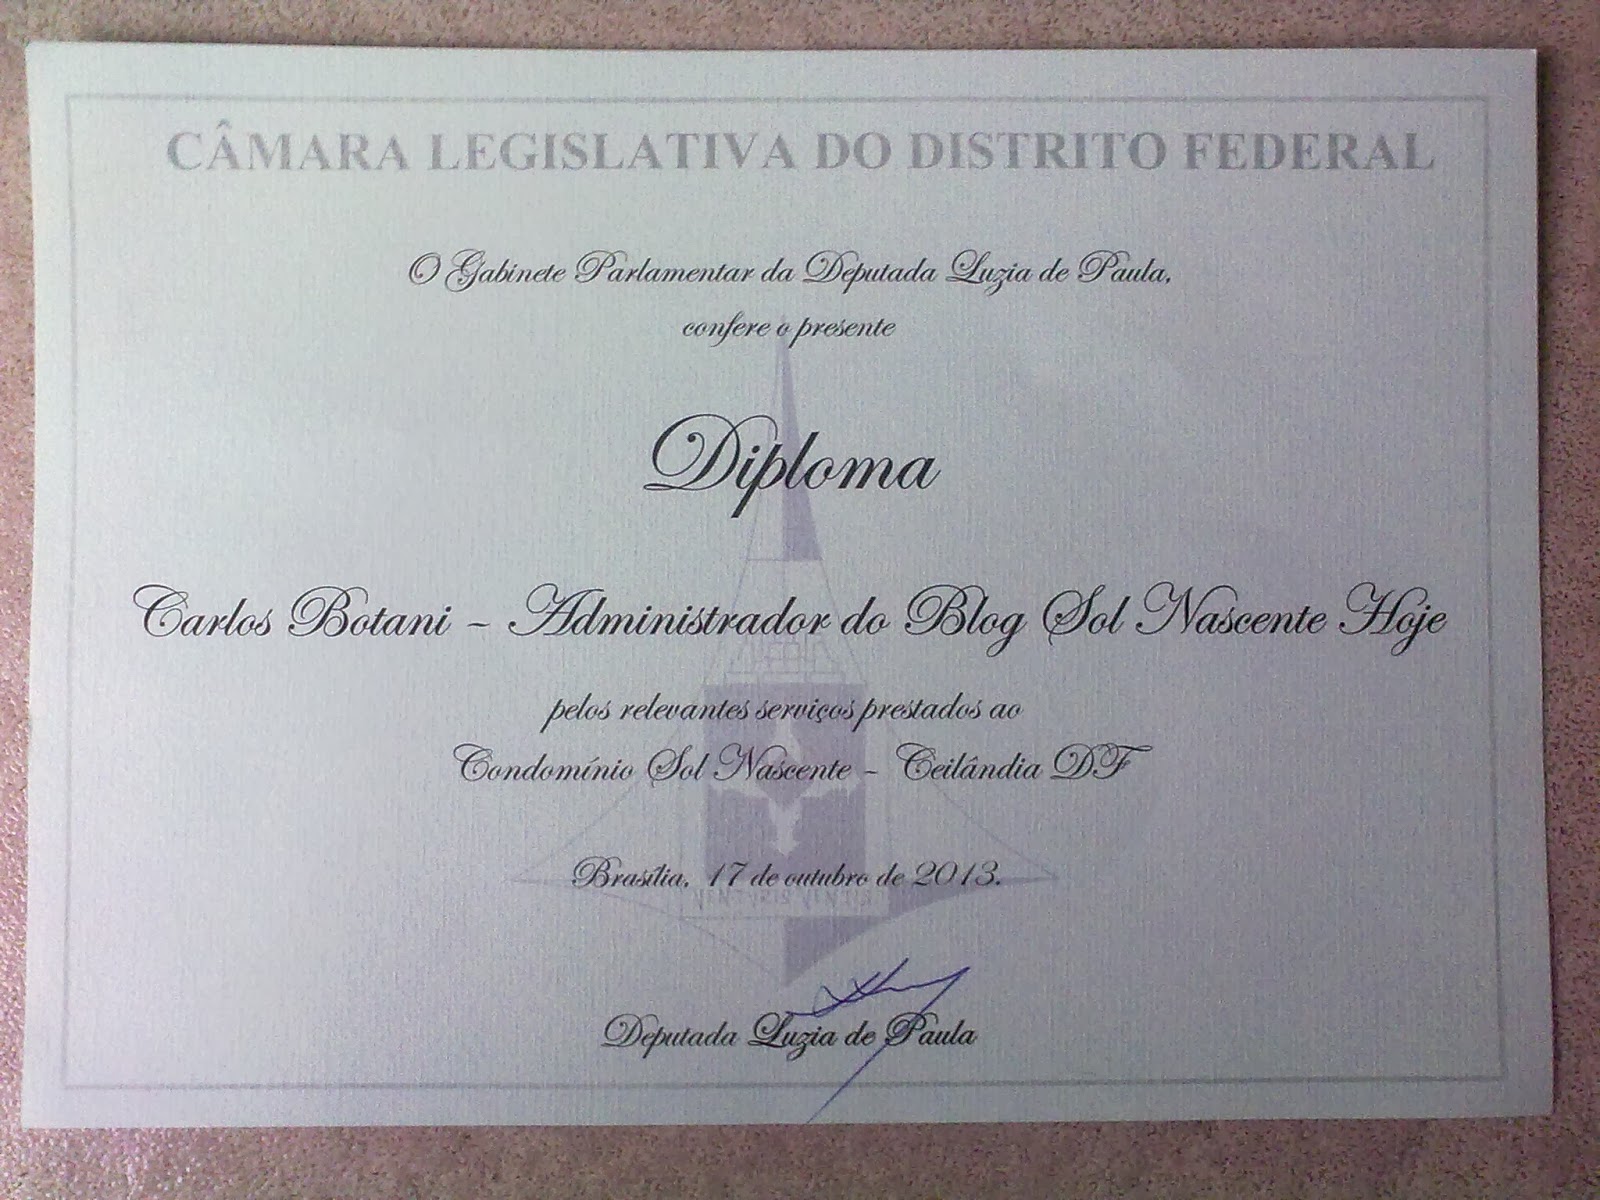 CÂMARA LEGISLATIVA DO DISTRITO FEDERAL
O Gabinete Parlamentar da Deputada Luzia de Paula,
confere o presente
Diploma
Carlos Botani - Administrador do Blog Sol Nascente Hoje
pelos relevantes serviços prestados ao
Condomínio Sol Nascente - Ceilândia DF
Brasília, 17 de outubro de 2013.
Deputada Luzia de Paula